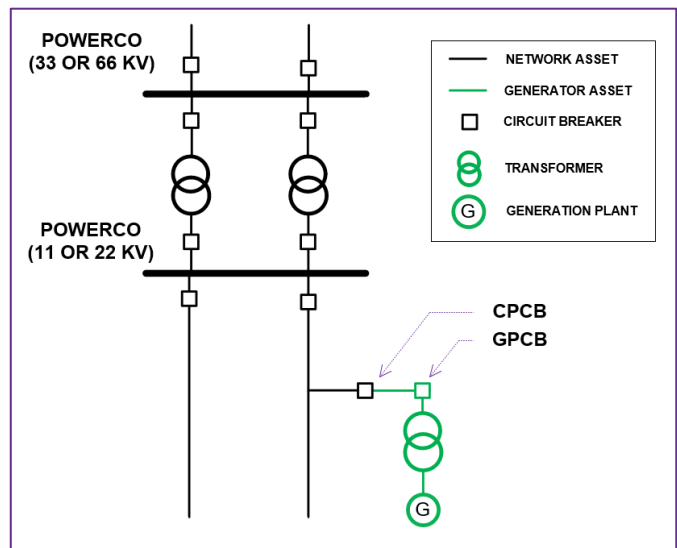 POWERCO
(33 OR 66 KV)
POWERCO
(11 OR 22 KV)
NETWORK ASSET
GENERATOR ASSET
CIRCUIT BREAKER
TRANSFORMER
G
GENERATION PLANT
CPCB
GPCB
G